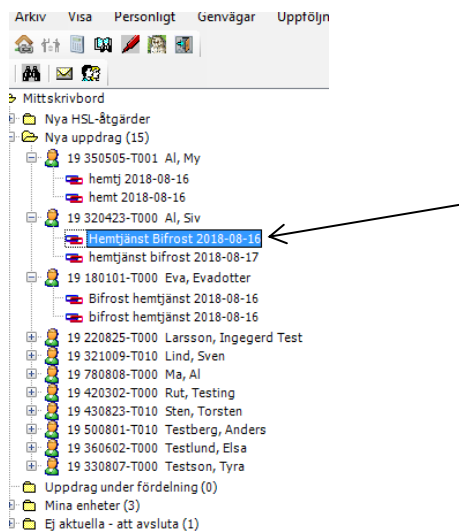 Arkiv Visa Personligt Genvägar Uppföljn
Mittskrivbord
Nya HSL-åtgärder
Nya uppdrag (15)
19 350505-T001 Al, My
hemtj 2018-08-16
hemt 2018-08-16
19 320423-T000 Al, Siv
Hemtjänst Bifrost 2018-08-16
hemtjänst bifrost 2018-08-17
19 180101-T000 Eva, Evadotter
Bifrost hemtjänst 2018-08-16
bifrost hemtjänst 2018-08-16
19 220825-T000 Larsson, Ingegerd Test
19 321009-T010 Lind, Sven
19 780808-T000 Ma, Al
19 420302-T000 Rut, Testing
19 430823-T010 Sten, Torsten
19 500801-T010 Testberg, Anders
19 360602-T000 Testlund, Elsa
19 330807-T000 Testson, Tyra
Uppdrag under fördelning (0)
Mina enheter (3)
Ej aktuella - att avsluta (1)